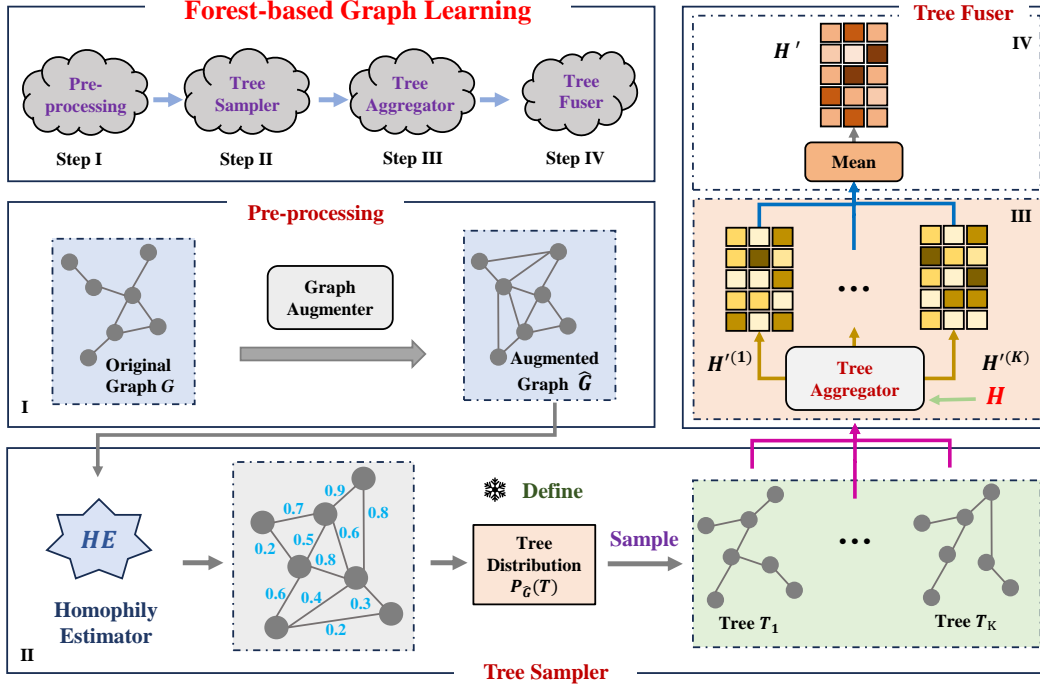 Forest-based Graph Learning
Pre-
processing
Tree
Sampler
Tree
Aggregator
Tree
Fuser
Step I
Step II
Step III
Step IV
Pre-processing
Graph
Augmenter
Original
Graph G
Augmented
Graph Ĝ
I
Tree Fuser
IV
H′
Mean
III
...
H′⁽¹⁾
H′⁽ᴷ⁾
Tree
Aggregator
H
HE
Homophily
Estimator
II
0.9
0.8
0.7
0.6
0.5
0.2
0.8
0.6
0.4
0.3
0.2
Define
Tree
Distribution
P_Ĝ(T)
Sample
...
Tree T₁
Tree T_K
Tree Sampler